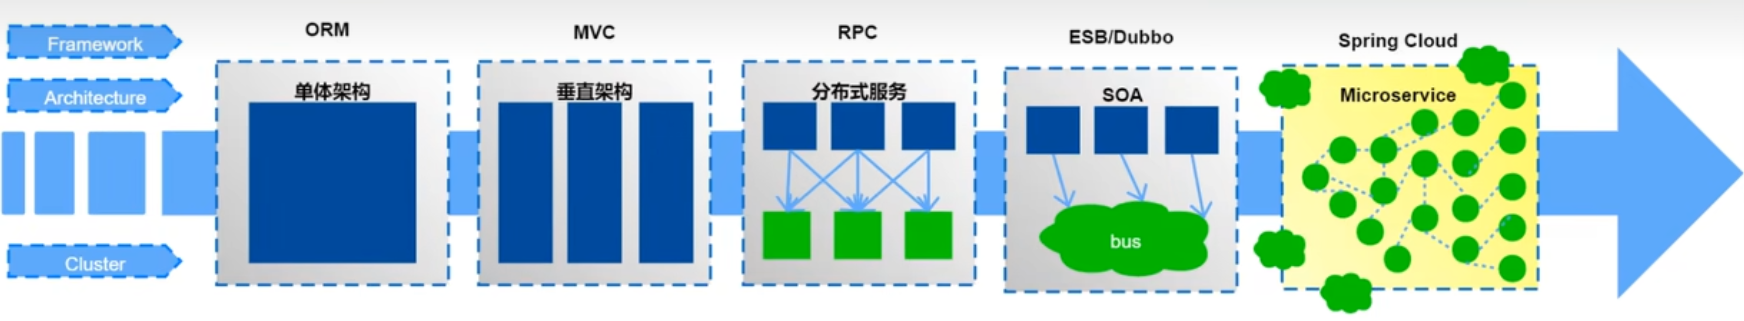 Framework
Architecture
Cluster
ORM
单体架构
MVC
垂直架构
RPC
分布式服务
ESB/Dubbo
SOA
bus
Spring Cloud
Microservice